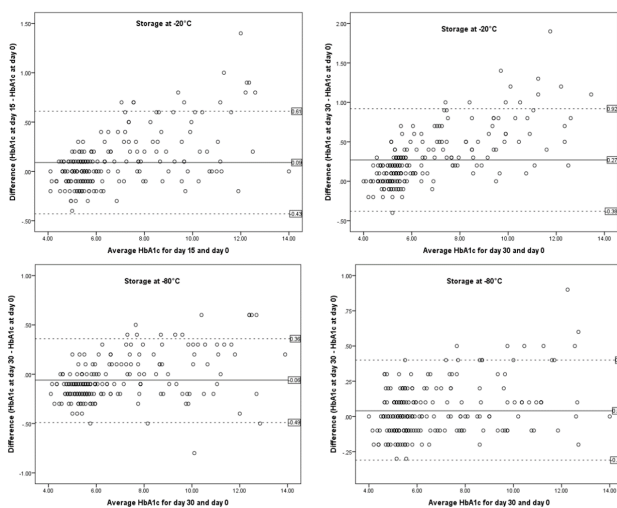 Storage at -20°C
Difference (HbA1c at day 15 - HbA1c at day 0)
1.50
1.00
.50
.00
-.50
0.61
0.09
-0.43
4.00 6.00 8.00 10.00 12.00 14.00
Average HbA1c for day 15 and day 0
Storage at -20°C
Difference (HbA1c at day 30 - HbA1c at day 0)
2.00
1.50
1.00
.50
.00
-.50
0.92
0.27
-0.38
4.00 6.00 8.00 10.00 12.00 14.00
Average HbA1c for day 30 and day 0
Storage at -80°C
Difference (HbA1c at day 30 - HbA1c at day 0)
1.00
.50
.00
-.50
-1.00
0.36
-0.06
-0.49
4.00 6.00 8.00 10.00 12.00 14.00
Average HbA1c for day 30 and day 0
Storage at -80°C
Difference (HbA1c at day 30 - HbA1c at day 0)
1.00
.75
.50
.25
.00
-.25
4.00 6.00 8.00 10.00 12.00 14.00
Average HbA1c for day 30 and day 0